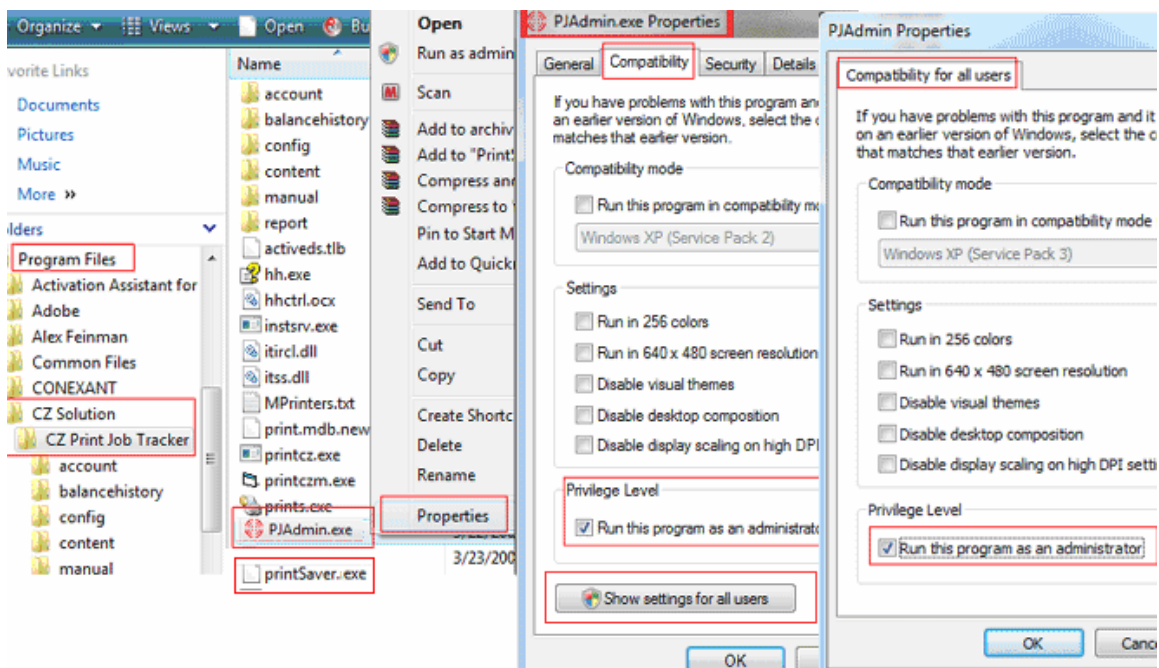 Organize
Views
Open
Bu
vorite Links
Documents
Pictures
Music
More »
lders
Program Files
Activation Assistant for
Adobe
Alex Feinman
Common Files
CONEXANT
CZ Solution
CZ Print Job Tracker
account
balancehistory
config
content
manual
Name
account
balancehistory
config
content
manual
report
activeds.tlb
hh.exe
hhctrl.ocx
instsrv.exe
itircl.dll
itss.dll
MPrinters.txt
print.mdb.new
printcz.exe
printczm.exe
prints.exe
PJAdmin.exe
printSaver.exe
Open
Run as admin
Scan
Add to archiv
Add to "Print
Compress and
Compress to
Pin to Start M
Add to Quick
Send To
Cut
Copy
Create Shortc
Delete
Rename
Properties
3/23/200
PJAdmin.exe Properties
General Compatibility Security Details
If you have problems with this program an
an earlier version of Windows, select the
matches that earlier version.
Compatibility mode
Run this program in compatibility mo
Windows XP (Service Pack 2)
Settings
Run in 256 colors
Run in 640 x 480 screen resolution
Disable visual themes
Disable desktop composition
Disable display scaling on high DPI
Privilege Level
Run this program as an administrato
Show settings for all users
OK
PJAdmin Properties
Compatibility for all users
If you have problems with this program and it
on an earlier version of Windows, select the c
that matches that earlier version.
Compatibility mode
Run this program in compatibility mode
Windows XP (Service Pack 3)
Settings
Run in 256 colors
Run in 640 x 480 screen resolution
Disable visual themes
Disable desktop composition
Disable display scaling on high DPI setti
Privilege Level
Run this program as an administrator
OK
Cance